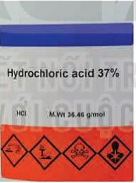 Hydrochloric acid 37%
HCl M.Wt 36.46 g/mol